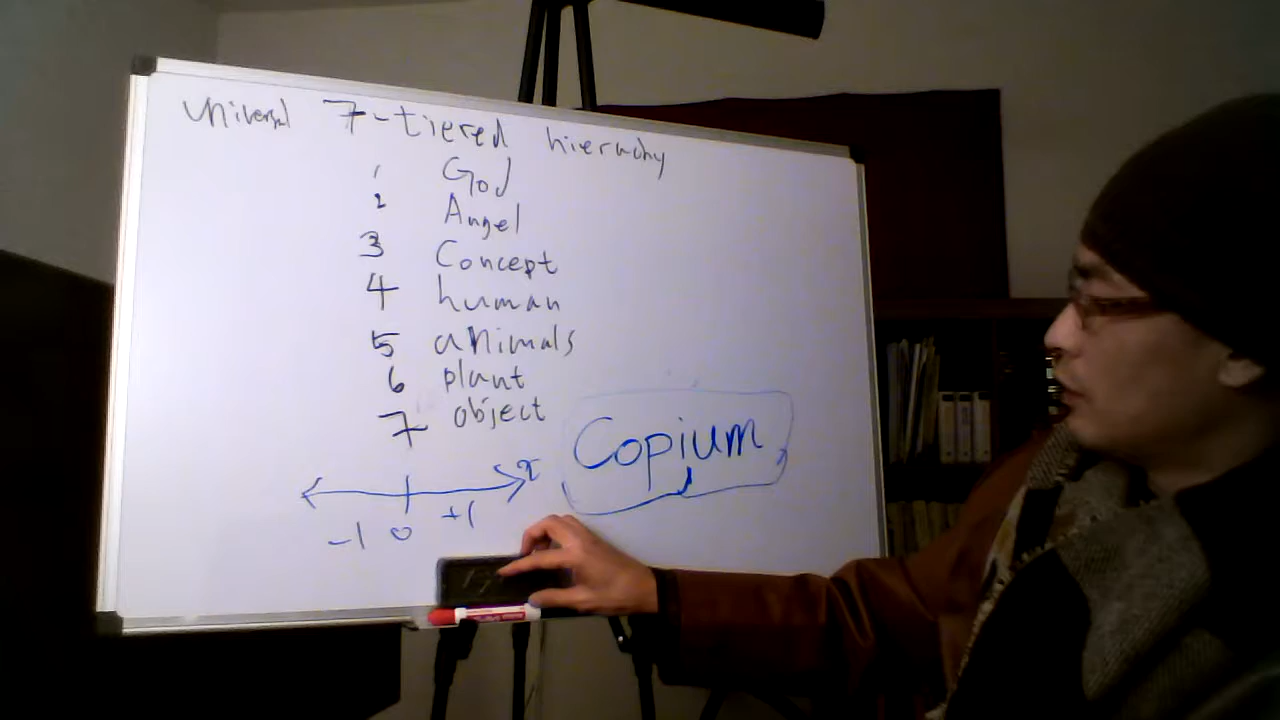 universal 7-tiered hierachy
1 God
2 Angel
3 Concept
4 human
5 animals
6 plant
7 object
Copium
x
-1 0 +1